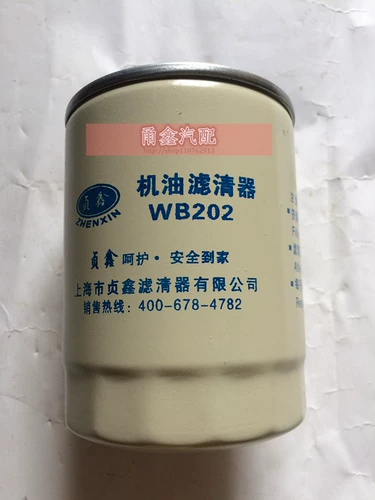 甬鑫汽配
贞鑫
ZHENXIN
机油滤清器
WB202
贞鑫呵护·安全到家
上海市贞鑫滤清器有限公司
销售热线:400-678-4782